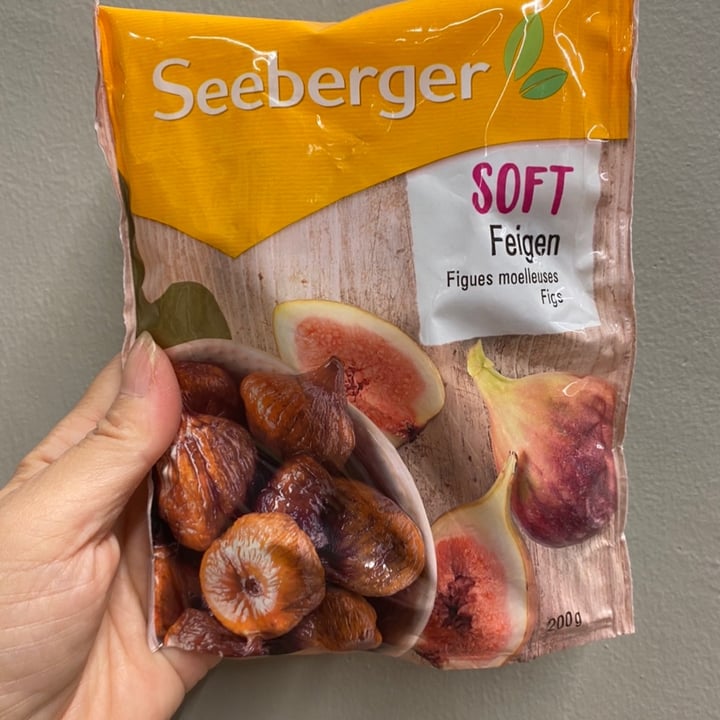 Seeberger
SOFT
Feigen
Figues moelleuses
Figs
200g